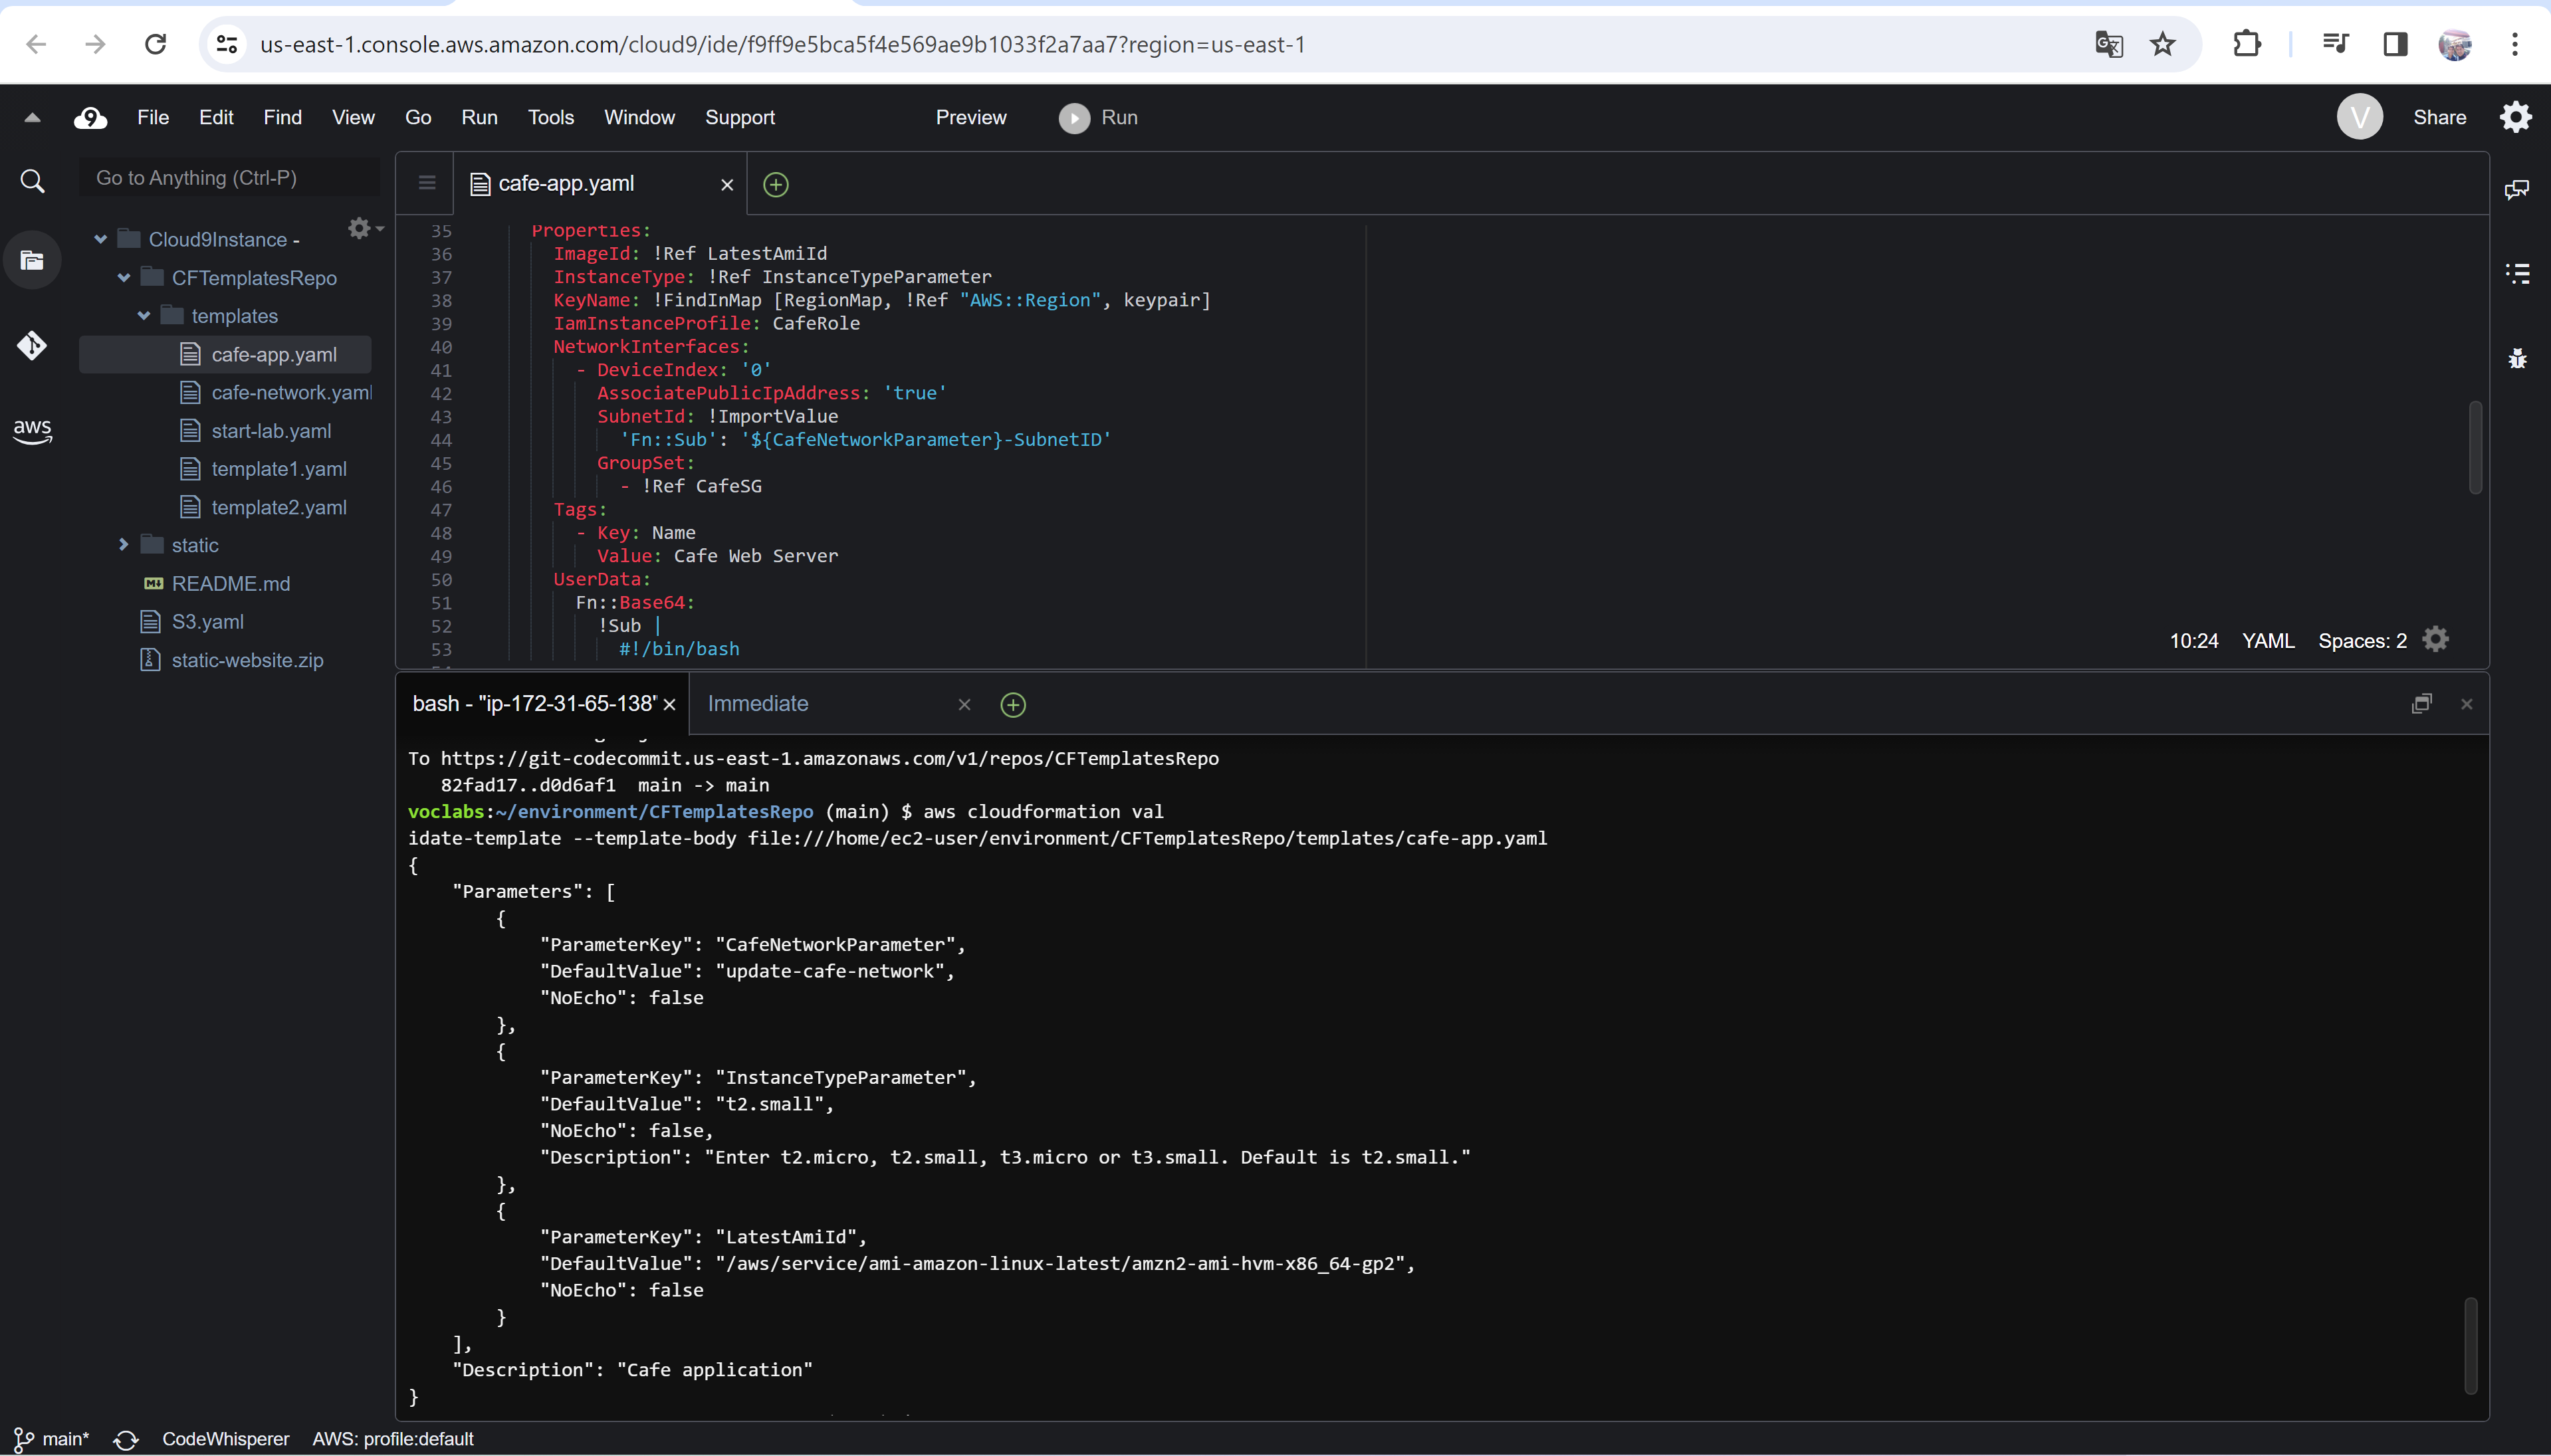 us-east-1.console.aws.amazon.com/cloud9/ide/f9ff9e5bca5f4e569ae9b1033f2a7aa7?region=us-east-1
9 File Edit Find View Go Run Tools Window Support Preview Run V Share
Go to Anything (Ctrl-P)
Cloud9Instance -
CFTemplatesRepo
templates
cafe-app.yaml
cafe-network.yaml
start-lab.yaml
template1.yaml
template2.yaml
static
README.md
S3.yaml
static-website.zip
aws
cafe-app.yaml
35 Properties:
36 ImageId: !Ref LatestAmiId
37 InstanceType: !Ref InstanceTypeParameter
38 KeyName: !FindInMap [RegionMap, !Ref "AWS::Region", keypair]
39 IamInstanceProfile: CafeRole
40 NetworkInterfaces:
41 - DeviceIndex: '0'
42 AssociatePublicIpAddress: 'true'
43 SubnetId: !ImportValue
44 'Fn::Sub': '${CafeNetworkParameter}-SubnetID'
45 GroupSet:
46 - !Ref CafeSG
47 Tags:
48 - Key: Name
49 Value: Cafe Web Server
50 UserData:
51 Fn::Base64:
52 !Sub |
53 #!/bin/bash
10:24 YAML Spaces: 2
bash - "ip-172-31-65-138" Immediate
To https://git-codecommit.us-east-1.amazonaws.com/v1/repos/CFTemplatesRepo
82fad17..d0d6af1 main -> main
voclabs:~/environment/CFTemplatesRepo (main) $ aws cloudformation val
idate-template --template-body file:///home/ec2-user/environment/CFTemplatesRepo/templates/cafe-app.yaml
{
"Parameters": [
{
"ParameterKey": "CafeNetworkParameter",
"DefaultValue": "update-cafe-network",
"NoEcho": false
},
{
"ParameterKey": "InstanceTypeParameter",
"DefaultValue": "t2.small",
"NoEcho": false,
"Description": "Enter t2.micro, t2.small, t3.micro or t3.small. Default is t2.small."
},
{
"ParameterKey": "LatestAmiId",
"DefaultValue": "/aws/service/ami-amazon-linux-latest/amzn2-ami-hvm-x86_64-gp2",
"NoEcho": false
}
],
"Description": "Cafe application"
}
main* CodeWhisperer AWS: profile:default